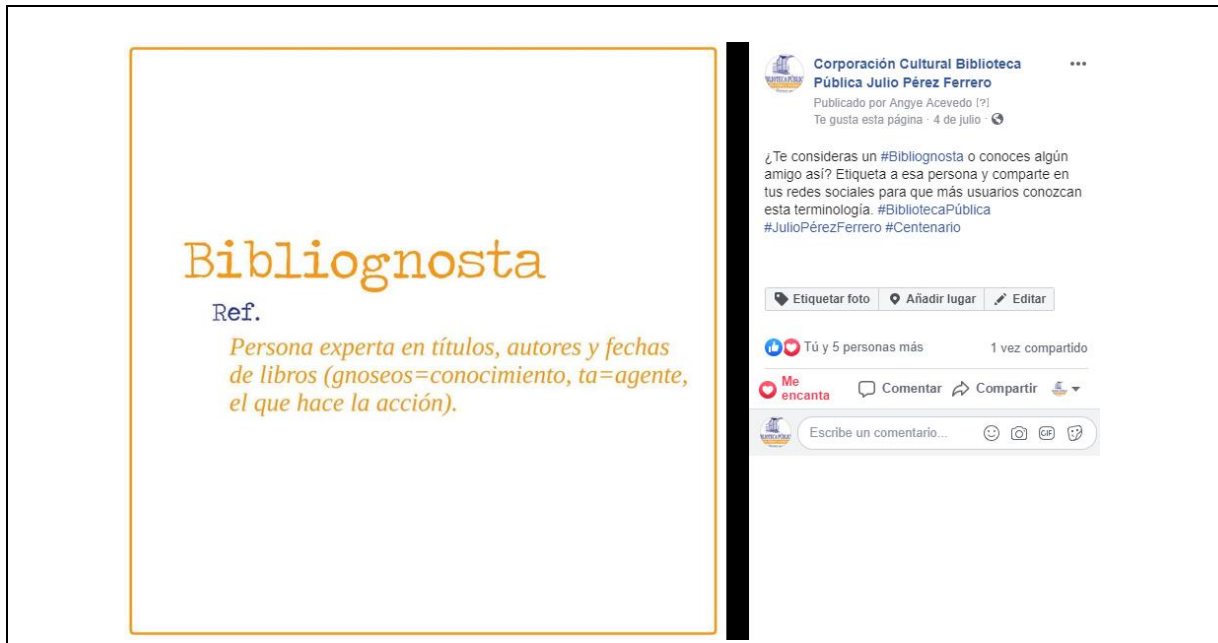 Bibliognosta
Ref.
Persona experta en títulos, autores y fechas
de libros (gnoseos=conocimiento, ta=agente,
el que hace la acción).
Corporación Cultural Biblioteca
Pública Julio Pérez Ferrero
Publicado por Angye Acevedo [?]
Te gusta esta página · 4 de julio ·
¿Te consideras un #Bibliognosta o conoces algún
amigo así? Etiqueta a esa persona y comparte en
tus redes sociales para que más usuarios conozcan
esta terminología. #BibliotecaPública
#JulioPérezFerrero #Centenario
Etiquetar foto Añadir lugar Editar
Tú y 5 personas más 1 vez compartido
Me
encanta Comentar Compartir
Escribe un comentario... GIF